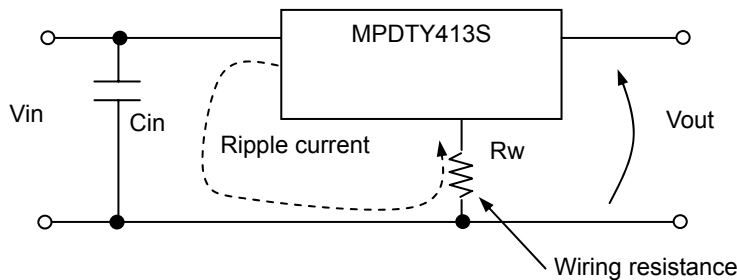 MPDTY413S
Vin
Cin
Ripple current
Rw
Vout
Wiring resistance